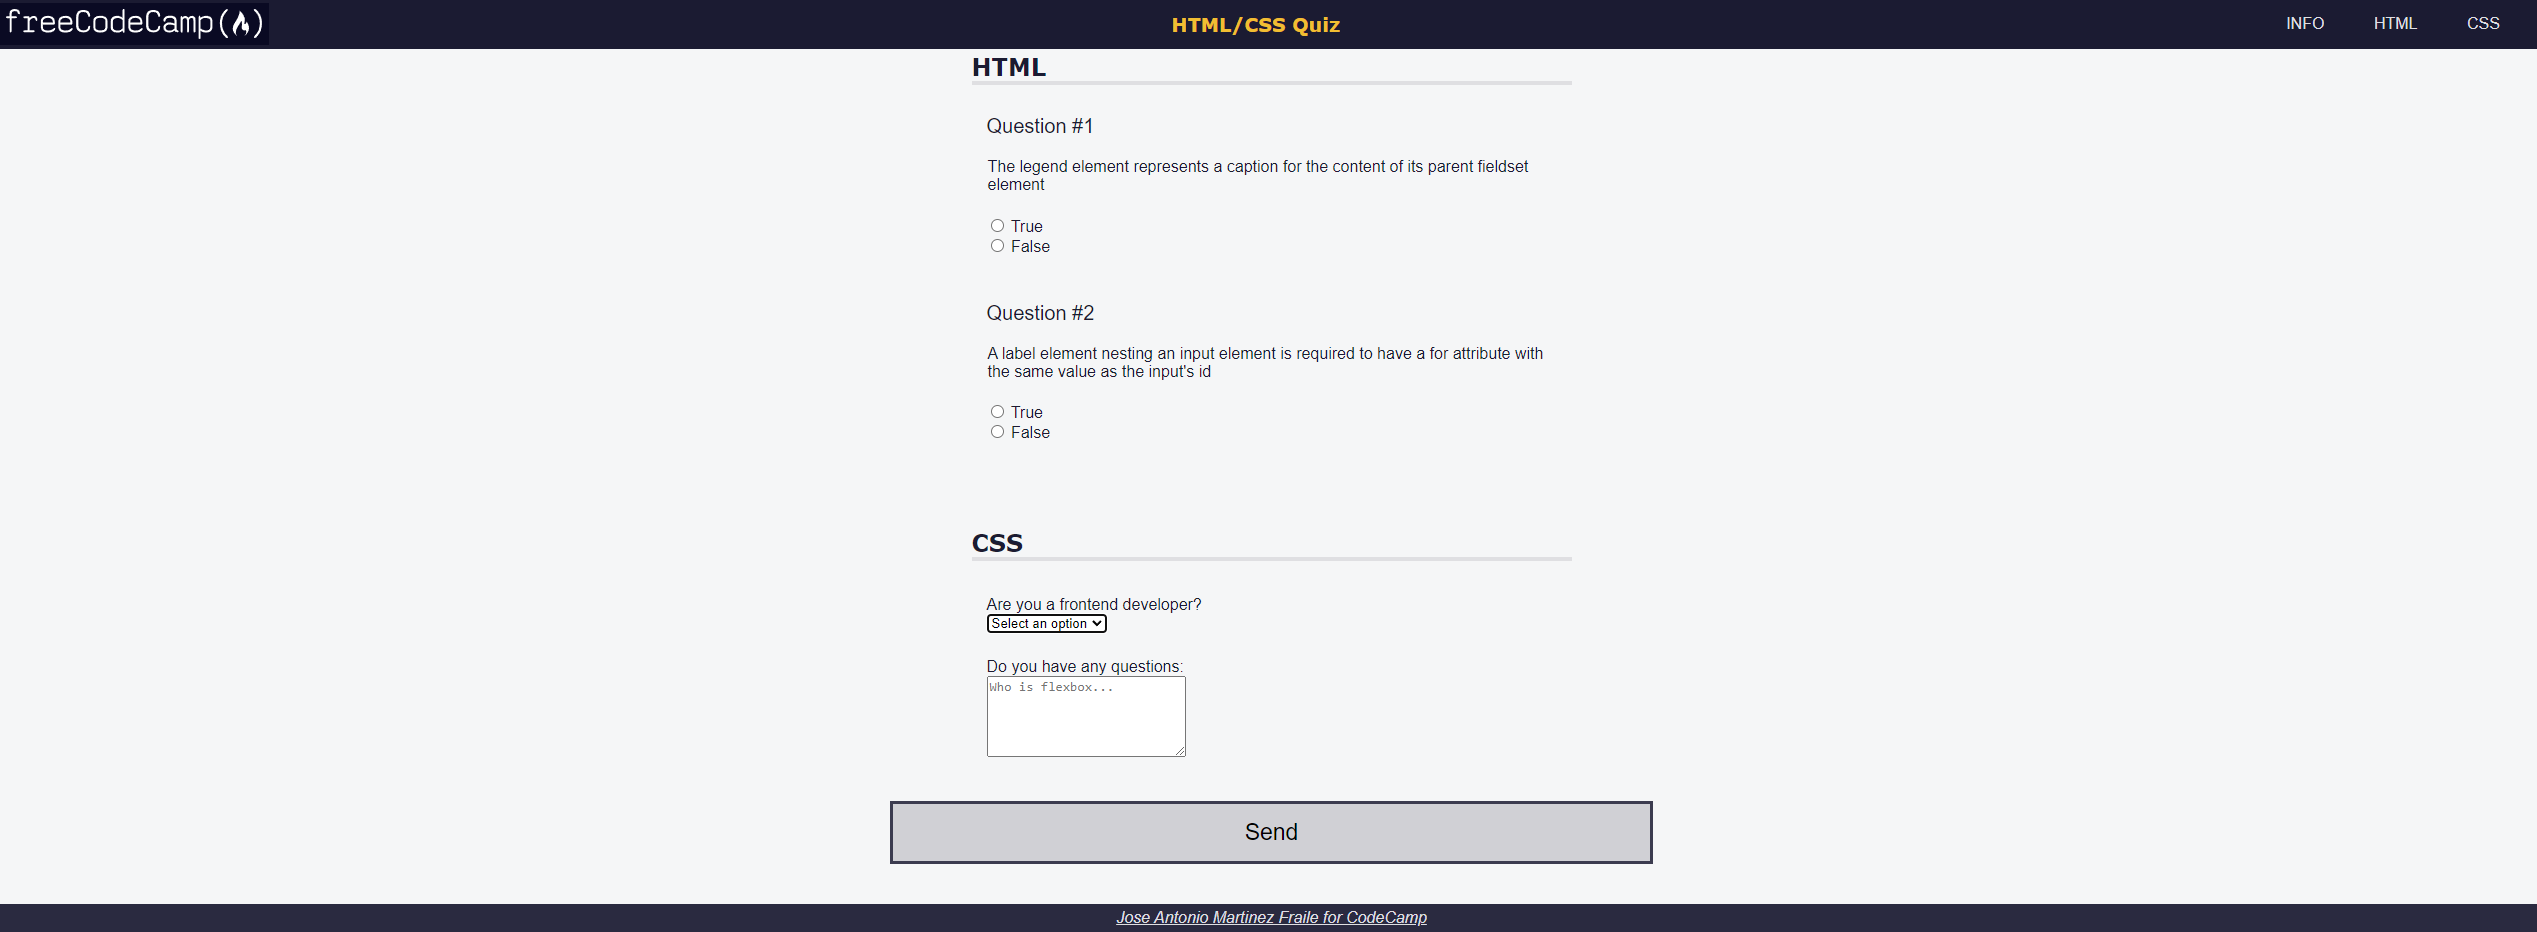 freeCodeCamp
HTML/CSS Quiz
INFO
HTML
CSS
HTML
Question #1
The legend element represents a caption for the content of its parent fieldset
element
True
False
Question #2
A label element nesting an input element is required to have a for attribute with
the same value as the input's id
True
False
CSS
Are you a frontend developer?
Select an option
Do you have any questions:
Who is flexbox...
Send
Jose Antonio Martinez Fraile for CodeCamp